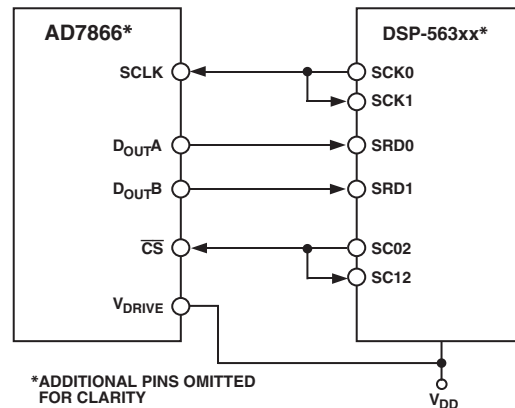 AD7866*
DSP-563xx*
SCLK
SCK0
SCK1
DOUTA
SRD0
DOUTB
SRD1
CS
SC02
SC12
VDRIVE
*ADDITIONAL PINS OMITTED
FOR CLARITY
VDD